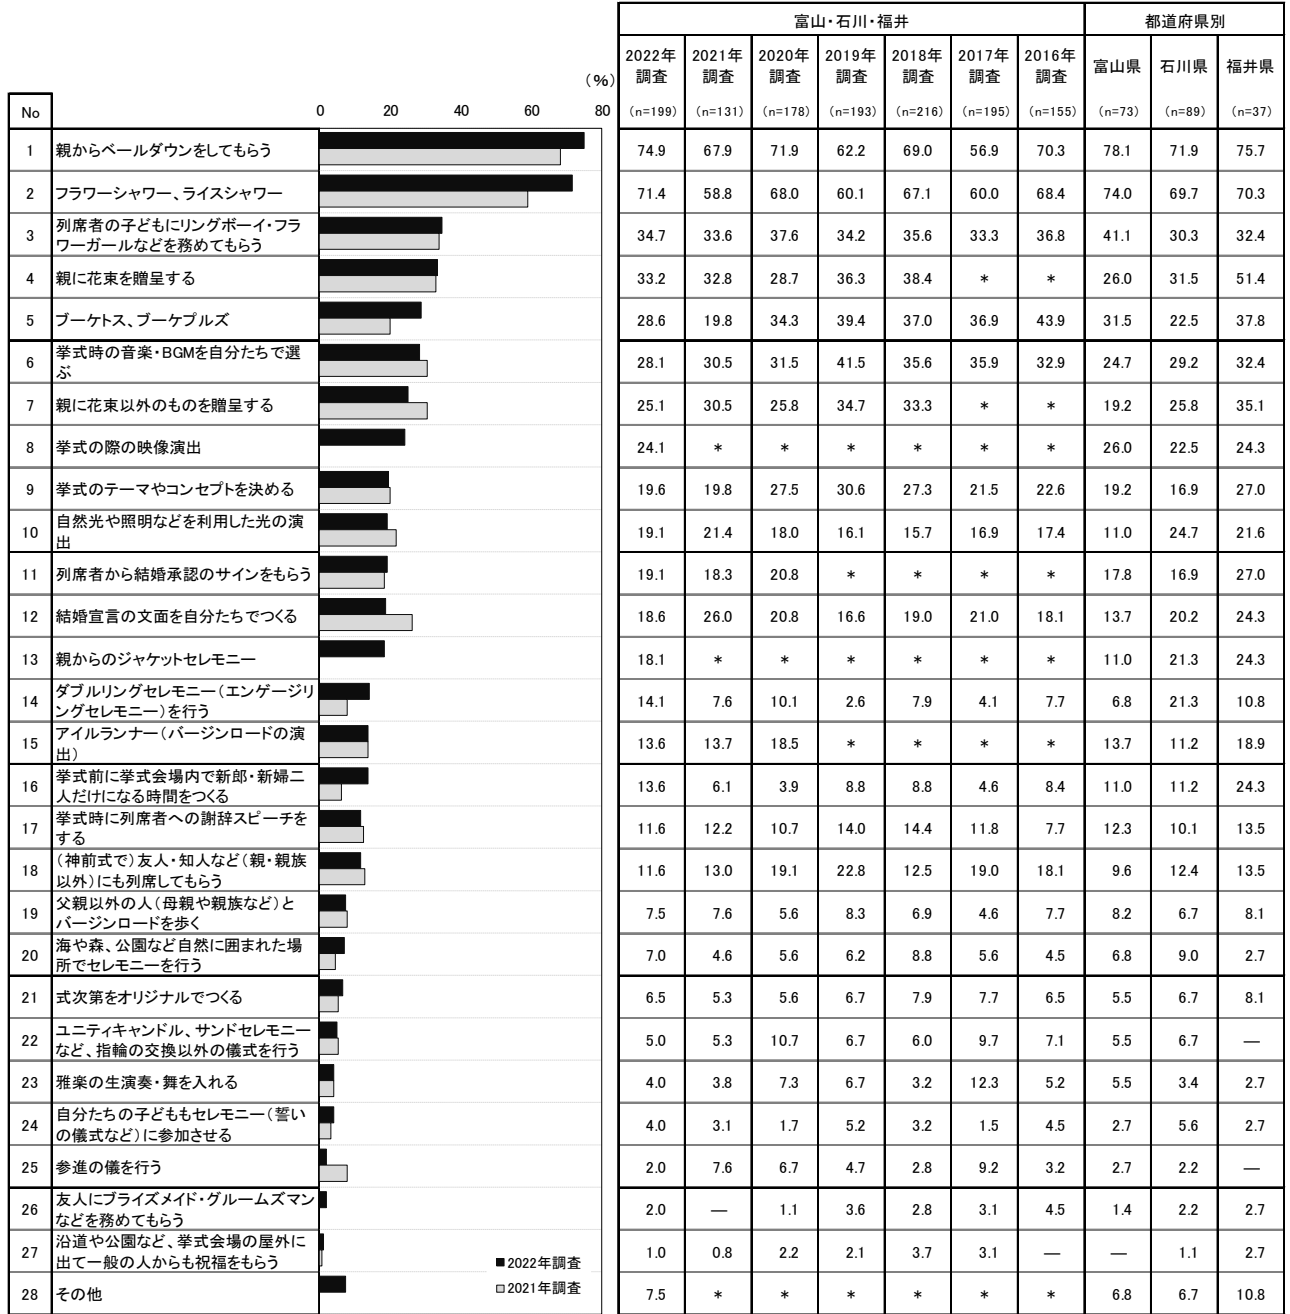 富山・石川・福井 都道府県別
2022年調査 2021年調査 2020年調査 2019年調査 2018年調査 2017年調査 2016年調査 富山県 石川県 福井県
(%)
No 0 20 40 60 80 (n=199) (n=131) (n=178) (n=193) (n=216) (n=195) (n=155) (n=73) (n=89) (n=37)
1 親からベールダウンをしてもらう 74.9 67.9 71.9 62.2 69.0 56.9 70.3 78.1 71.9 75.7
2 フラワーシャワー、ライスシャワー 71.4 58.8 68.0 60.1 67.1 60.0 68.4 74.0 69.7 70.3
3 列席者の子どもにリングボーイ・フラワーガールなどを務めてもらう 34.7 33.6 37.6 34.2 35.6 33.3 36.8 41.1 30.3 32.4
4 親に花束を贈呈する 33.2 32.8 28.7 36.3 38.4 * * 26.0 31.5 51.4
5 ブーケトス、ブーケプルズ 28.6 19.8 34.3 39.4 37.0 36.9 43.9 31.5 22.5 37.8
6 挙式時の音楽・BGMを自分たちで選ぶ 28.1 30.5 31.5 41.5 35.6 35.9 32.9 24.7 29.2 32.4
7 親に花束以外のものを贈呈する 25.1 30.5 25.8 34.7 33.3 * * 19.2 25.8 35.1
8 挙式の際の映像演出 24.1 * * * * * * 26.0 22.5 24.3
9 挙式のテーマやコンセプトを決める 19.6 19.8 27.5 30.6 27.3 21.5 22.6 19.2 16.9 27.0
10 自然光や照明などを利用した光の演出 19.1 21.4 18.0 16.1 15.7 16.9 17.4 11.0 24.7 21.6
11 列席者から結婚承認のサインをもらう 19.1 18.3 20.8 * * * * 17.8 16.9 27.0
12 結婚宣言の文面を自分たちでつくる 18.6 26.0 20.8 16.6 19.0 21.0 18.1 13.7 20.2 24.3
13 親からのジャケットセレモニー 18.1 * * * * * * 11.0 21.3 24.3
14 ダブルリングセレモニー(エンゲージリングセレモニー)を行う 14.1 7.6 10.1 2.6 7.9 4.1 7.7 6.8 21.3 10.8
15 アイルランナー(バージンロードの演出) 13.6 13.7 18.5 * * * * 13.7 11.2 18.9
16 挙式前に挙式会場内で新郎・新婦二人だけになる時間をつくる 13.6 6.1 3.9 8.8 8.8 4.6 8.4 11.0 11.2 24.3
17 挙式時に列席者への謝辞スピーチをする 11.6 12.2 10.7 14.0 14.4 11.8 7.7 12.3 10.1 13.5
18 (神前式で)友人・知人など(親・親族以外)にも列席してもらう 11.6 13.0 19.1 22.8 12.5 19.0 18.1 9.6 12.4 13.5
19 父親以外の人(母親や親族など)とバージンロードを歩く 7.5 7.6 5.6 8.3 6.9 4.6 7.7 8.2 6.7 8.1
20 海や森、公園など自然に囲まれた場所でセレモニーを行う 7.0 4.6 5.6 6.2 8.8 5.6 4.5 6.8 9.0 2.7
21 式次第をオリジナルでつくる 6.5 5.3 5.6 6.7 7.9 7.7 6.5 5.5 6.7 8.1
22 ユニティキャンドル、サンドセレモニーなど、指輪の交換以外の儀式を行う 5.0 5.3 10.7 6.7 6.0 9.7 7.1 5.5 6.7 —
23 雅楽の生演奏・舞を入れる 4.0 3.8 7.3 6.7 3.2 12.3 5.2 5.5 3.4 2.7
24 自分たちの子どももセレモニー(誓いの儀式など)に参加させる 4.0 3.1 1.7 5.2 3.2 1.5 4.5 2.7 5.6 2.7
25 参進の儀を行う 2.0 7.6 6.7 4.7 2.8 9.2 3.2 2.7 2.2 —
26 友人にブライズメイド・グルームズマンなどを務めてもらう 2.0 — 1.1 3.6 2.8 3.1 4.5 1.4 2.2 2.7
27 沿道や公園など、挙式会場の屋外に出て一般の人からも祝福をもらう 1.0 0.8 2.2 2.1 3.7 3.1 — — 1.1 2.7
28 その他 7.5 * * * * * * 6.8 6.7 10.8
■2022年調査
□2021年調査